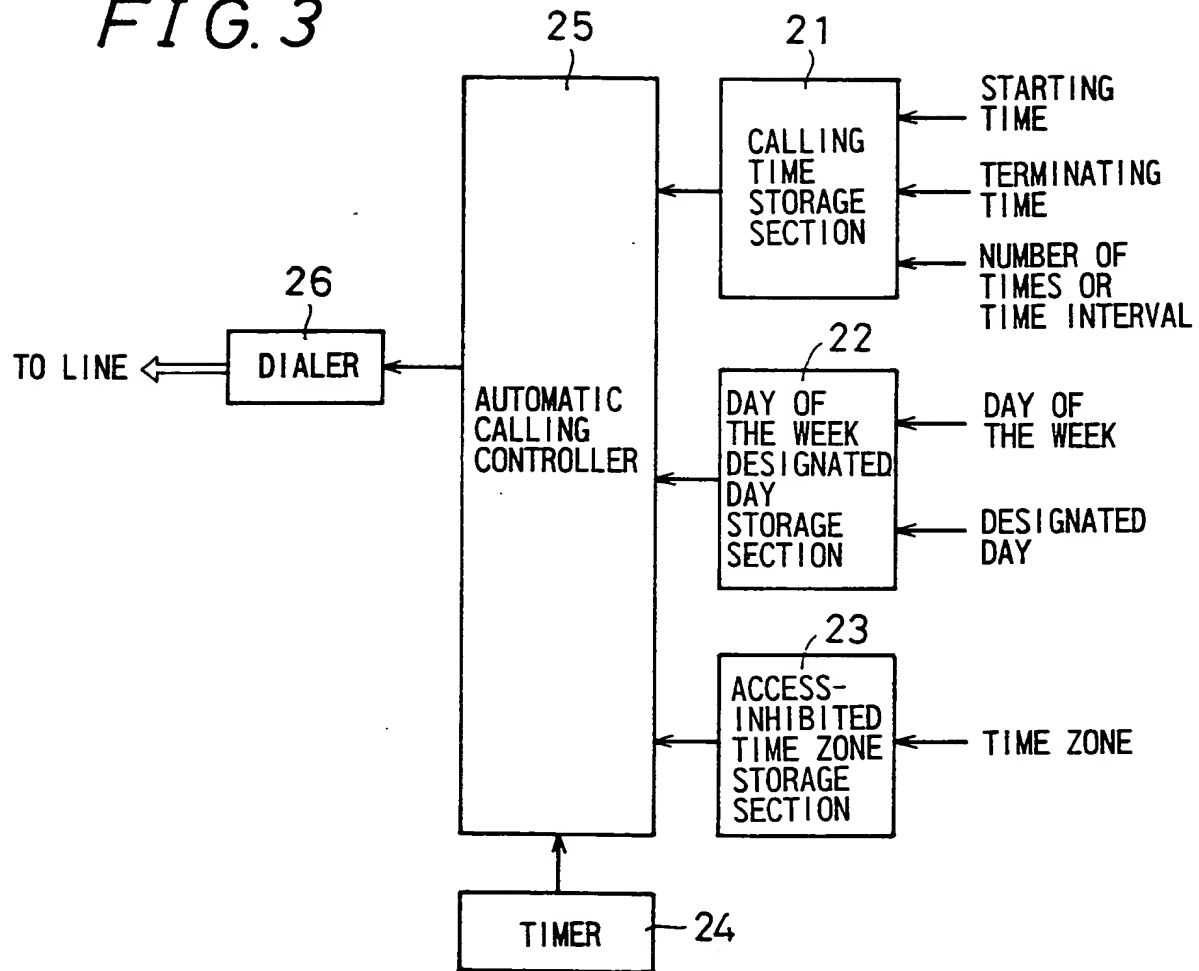 FIG. 3
25
21
CALLING
TIME
STORAGE
SECTION
STARTING
TIME
TERMINATING
TIME
NUMBER OF
TIMES OR
TIME INTERVAL
26
DIALER
TO LINE
AUTOMATIC
CALLING
CONTROLLER
22
DAY OF
THE WEEK
DESIGNATED
DAY
STORAGE
SECTION
DAY OF
THE WEEK
DESIGNATED
DAY
23
ACCESS-
INHIBITED
TIME ZONE
STORAGE
SECTION
TIME ZONE
TIMER
24